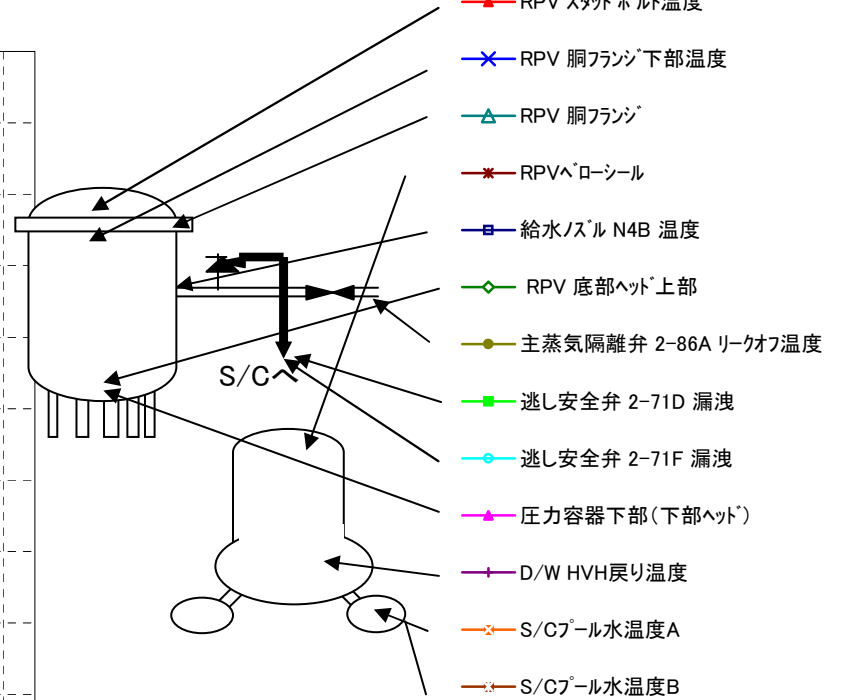 RPV スタッドボルト温度
RPV 胴フランジ下部温度
RPV 胴フランジ
RPVベローシール
給水ノズル N4B 温度
RPV 底部ヘッド上部
主蒸気隔離弁 2-86A リークオフ温度
S/Cへ
逃し安全弁 2-71D 漏洩
逃し安全弁 2-71F 漏洩
圧力容器下部(下部ヘッド)
D/W HVH戻り温度
S/Cプール水温度A
S/Cプール水温度B